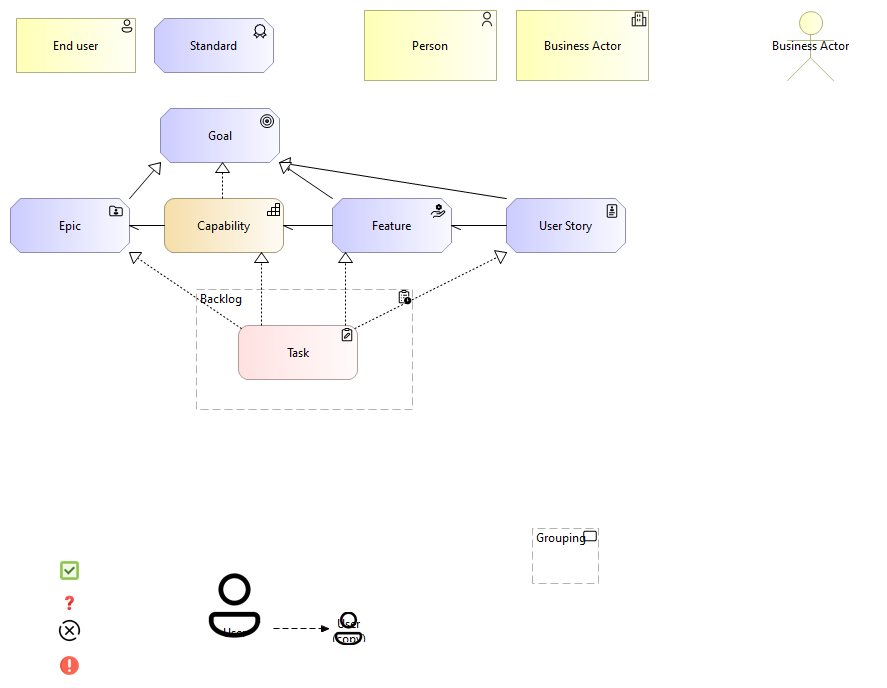 End user
Standard
Person
Business Actor
Business Actor
Goal
Epic
Capability
Feature
User Story
Backlog
Task
Grouping
?
User
User
(copy)
!